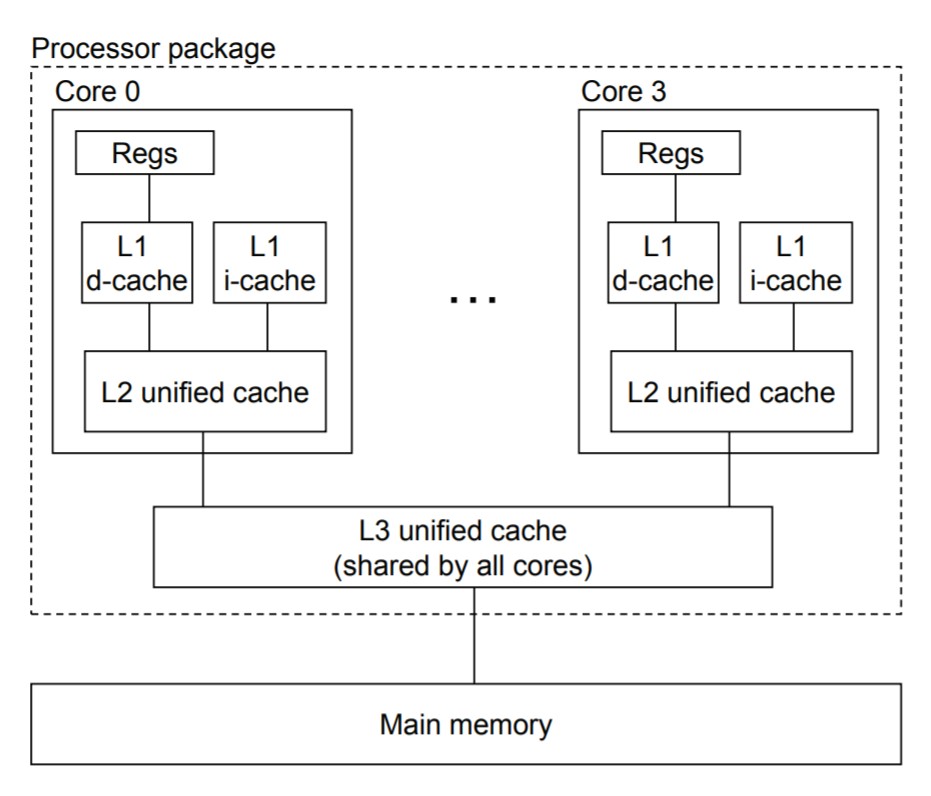 Processor package
Core 0
Regs
L1
d-cache
L1
i-cache
L2 unified cache
...
Core 3
Regs
L1
d-cache
L1
i-cache
L2 unified cache
L3 unified cache
(shared by all cores)
Main memory